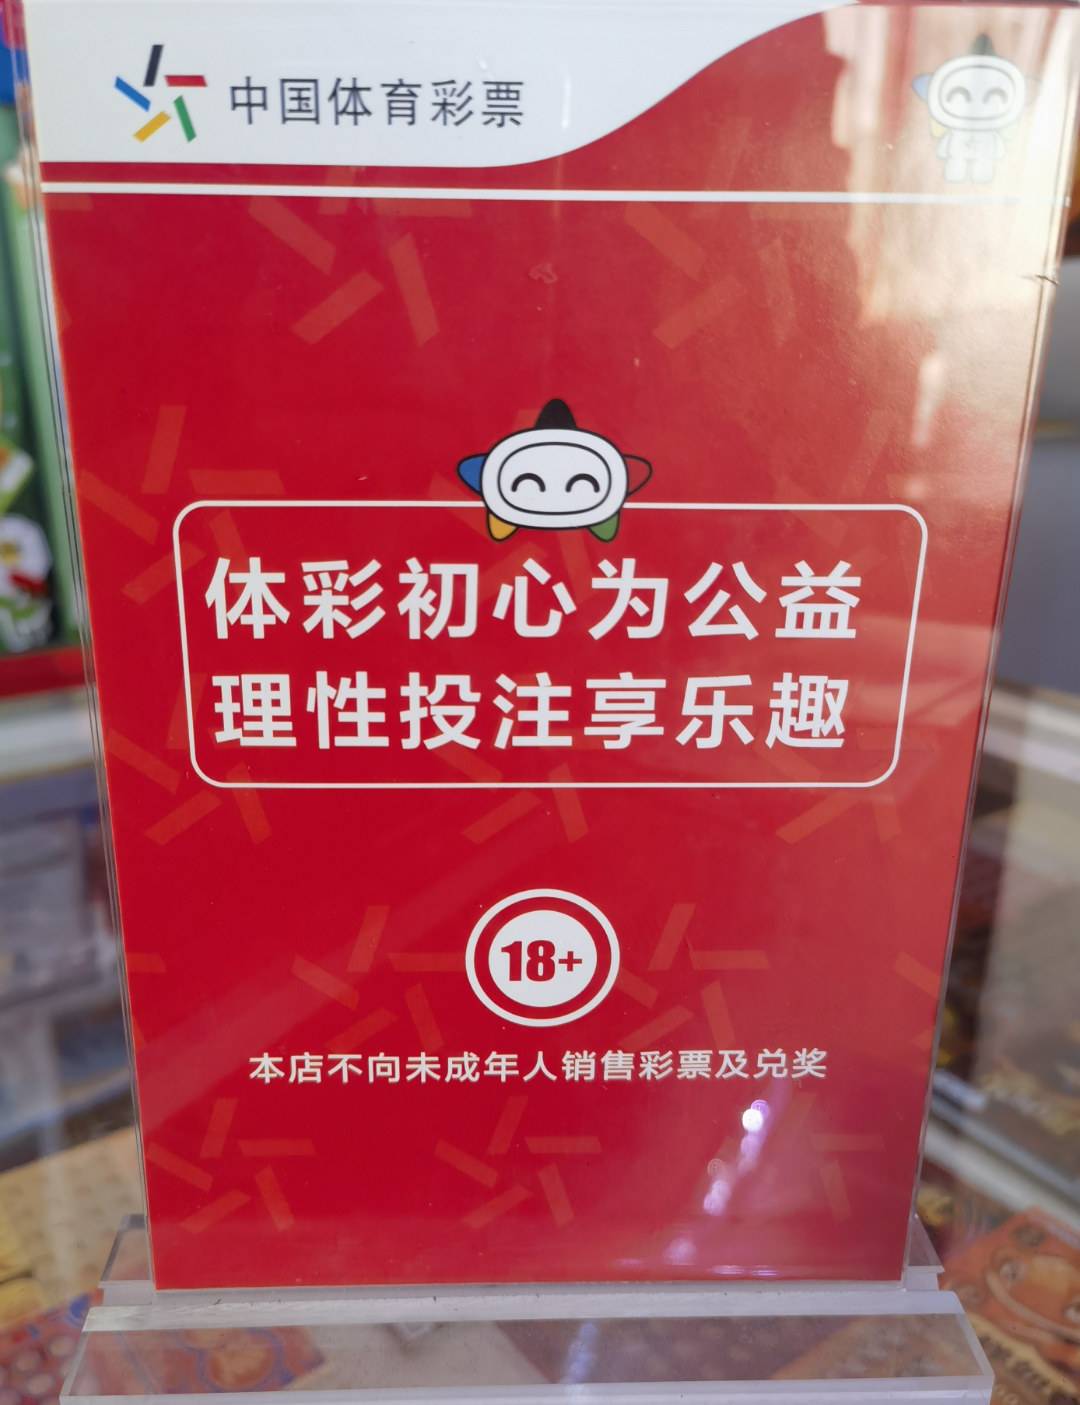 中国体育彩票
体彩初心为公益
理性投注享乐趣
18+
本店不向未成年人销售彩票及兑奖